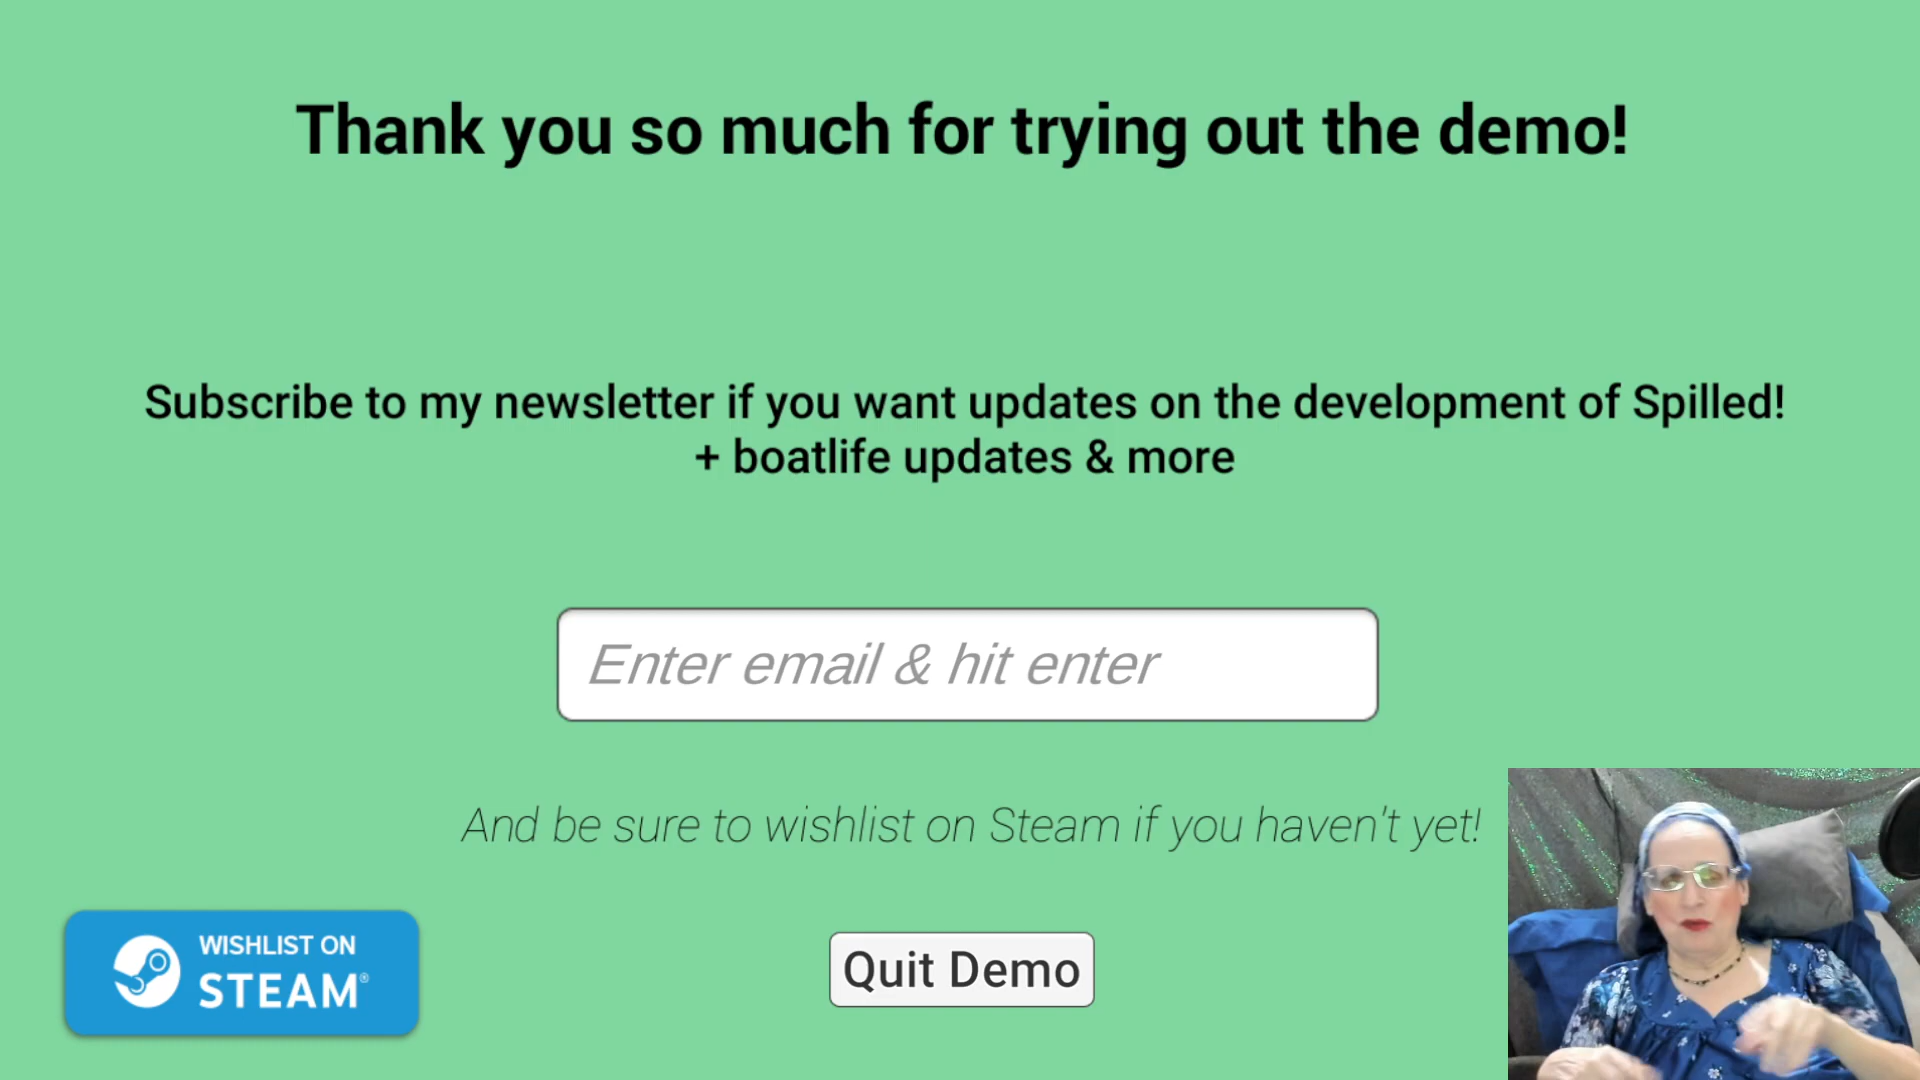 Thank you so much for trying out the demo!
Subscribe to my newsletter if you want updates on the development of Spilled!
+ boatlife updates & more
Enter email & hit enter
And be sure to wishlist on Steam if you haven't yet!
WISHLIST ON
STEAM®
Quit Demo